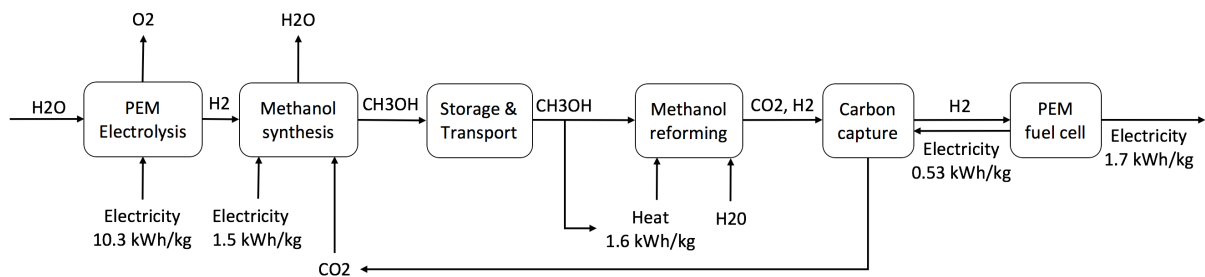 O2
H2O
H2O
PEM
Electrolysis
H2
Methanol
synthesis
CH3OH
Storage &
Transport
CH3OH
Methanol
reforming
CO2, H2
Carbon
capture
H2
PEM
fuel cell
Electricity
0.53 kWh/kg
Electricity
1.7 kWh/kg
Electricity
10.3 kWh/kg
Electricity
1.5 kWh/kg
Heat
1.6 kWh/kg
H20
CO2